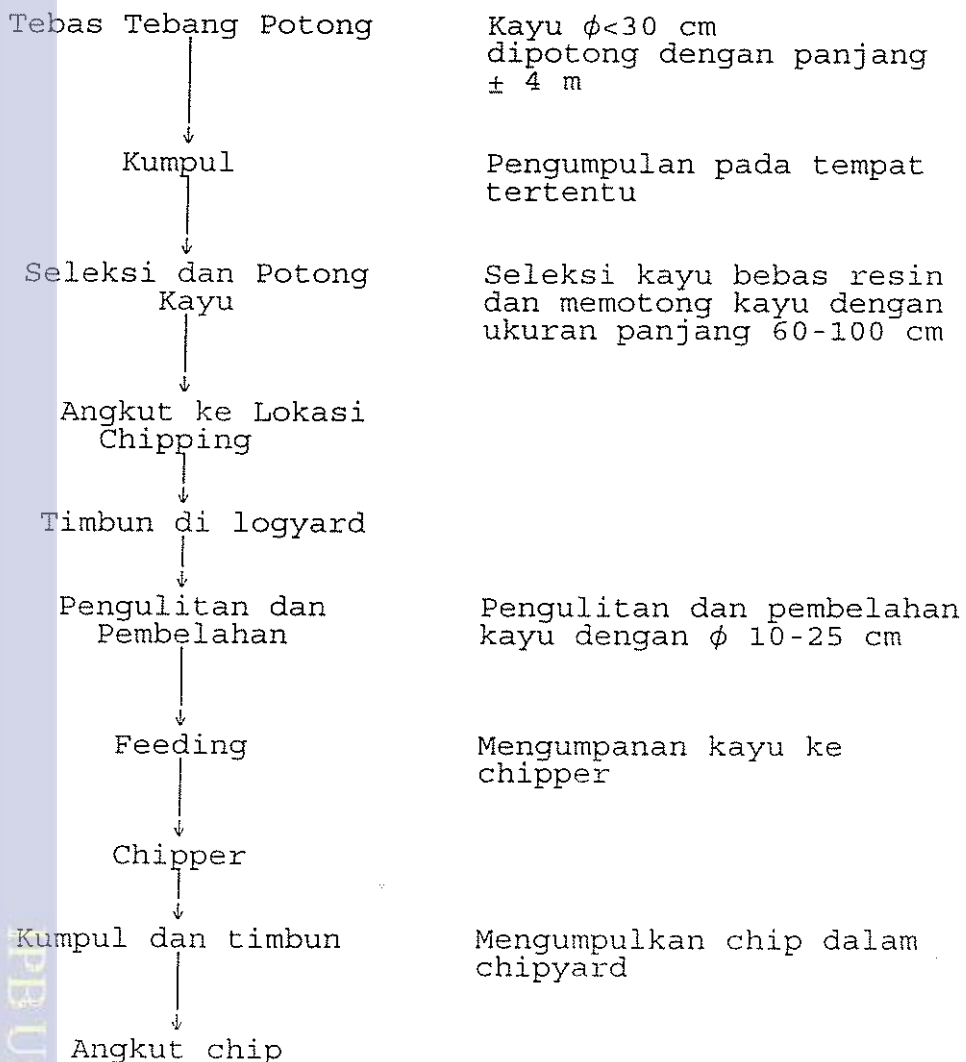 Tebas Tebang Potong
Kayu φ<30 cm
dipotong dengan panjang
± 4 m
Kumpul
Pengumpulan pada tempat
tertentu
Seleksi dan Potong
Kayu
Seleksi kayu bebas resin
dan memotong kayu dengan
ukuran panjang 60-100 cm
Angkut ke Lokasi
Chipping
Timbun di logyard
Pengulitan dan
Pembelahan
Pengulitan dan pembelahan
kayu dengan φ 10-25 cm
Feeding
Mengumpanan kayu ke
chipper
Chipper
Kumpul dan timbun
Mengumpulkan chip dalam
chipyard
Angkut chip
IPB U